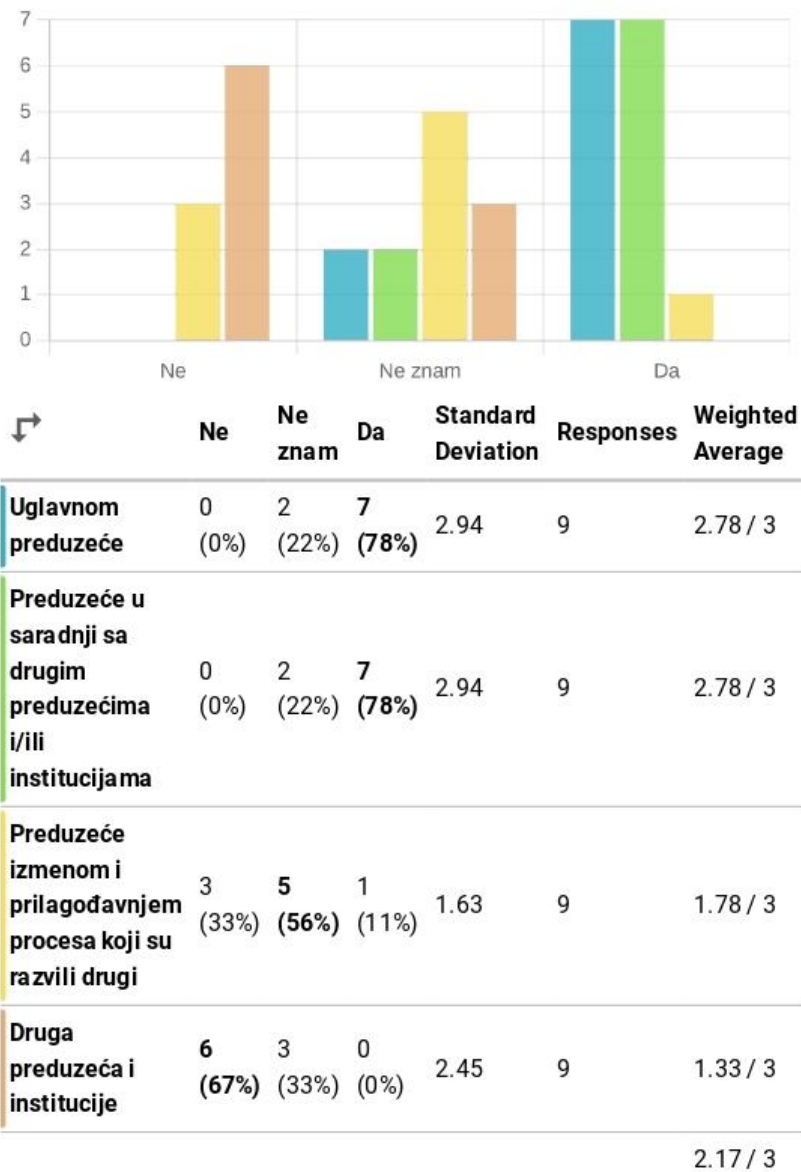 7
6
5
4
3
2
1
0
Ne Ne znam Da
Ne Ne znam Da Standard Deviation Responses Weighted Average
Uglavnom
preduzeće
0 (0%) 2 (22%) 7 (78%) 2.94 9 2.78 / 3
Preduzeće u
saradnji sa
drugim
preduzećima
i/ili
institucijama
0 (0%) 2 (22%) 7 (78%) 2.94 9 2.78 / 3
Preduzeće
izmenom i
prilagođavnjem
procesa koji su
razvili drugi
3 (33%) 5 (56%) 1 (11%) 1.63 9 1.78 / 3
Druga
preduzeća i
institucije
6 (67%) 3 (33%) 0 (0%) 2.45 9 1.33 / 3
2.17 / 3